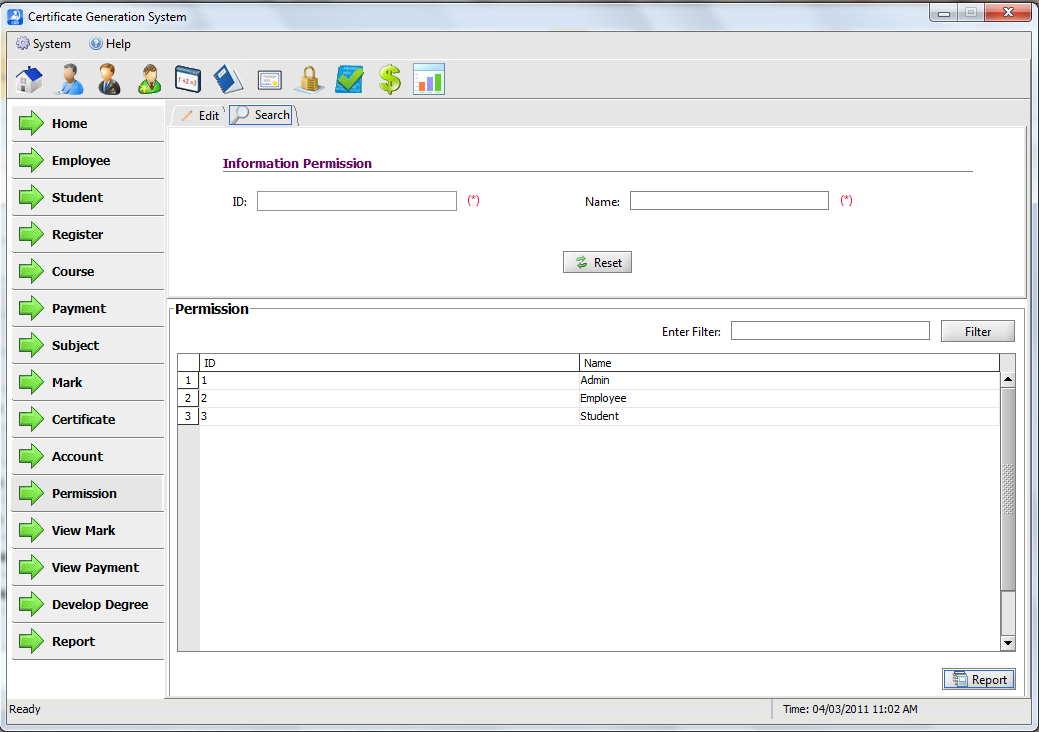 Certificate Generation System
System Help
Edit Search
Home
Employee
Student
Register
Course
Payment
Subject
Mark
Certificate
Account
Permission
View Mark
View Payment
Develop Degree
Report
Information Permission
ID: (*) Name: (*)
Reset
Permission
Enter Filter: Filter
ID Name
1 1 Admin
2 2 Employee
3 3 Student
Report
Ready Time: 04/03/2011 11:02 AM